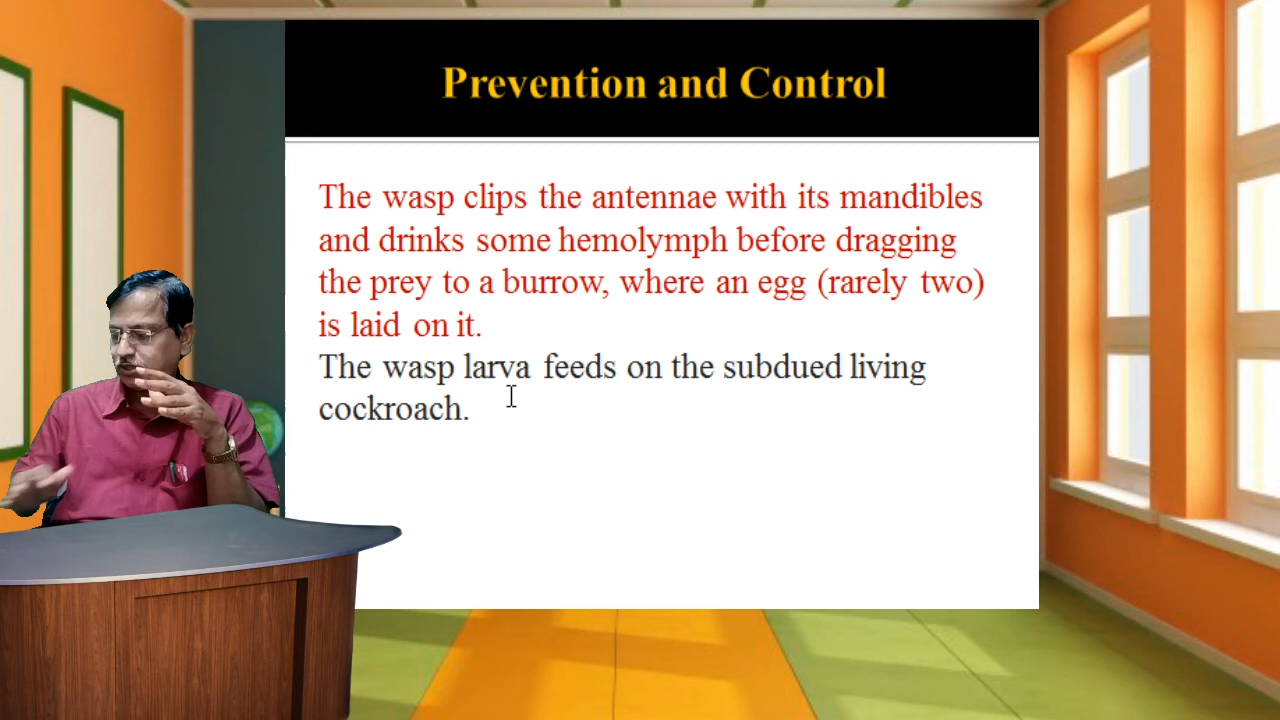 Prevention and Control
The wasp clips the antennae with its mandibles
and drinks some hemolymph before dragging
the prey to a burrow, where an egg (rarely two)
is laid on it.
The wasp larva feeds on the subdued living
cockroach.